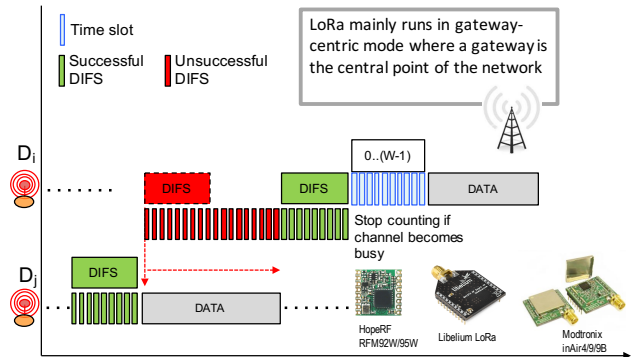 Time slot
Successful
DIFS
Unsuccessful
DIFS
LoRa mainly runs in gateway-
centric mode where a gateway is
the central point of the network
Di
0..(W-1)
DIFS
DIFS
DATA
Stop counting if
channel becomes
busy
Dj
DIFS
DATA
Libelium
HopeRF
RFM92W/95W
Libelium LoRa
Modtronix
inAir4/9/9B